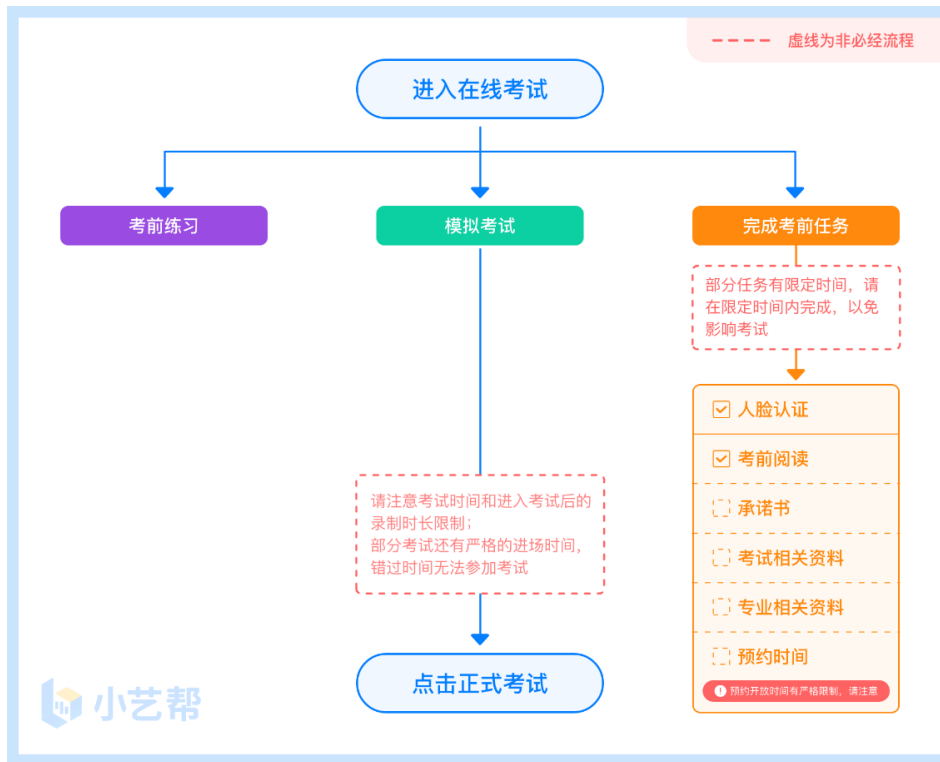 虚线为非必经流程
进入在线考试
考前练习
模拟考试
完成考前任务
部分任务有限定时间，请
在限定时间内完成，以免
影响考试
人脸认证
考前阅读
承诺书
考试相关资料
专业相关资料
预约时间
预约开放时间有严格限制，请注意
请注意考试时间和进入考试后的
录制时长限制；
部分考试还有严格的进场时间，
错过时间无法参加考试
点击正式考试
小艺帮